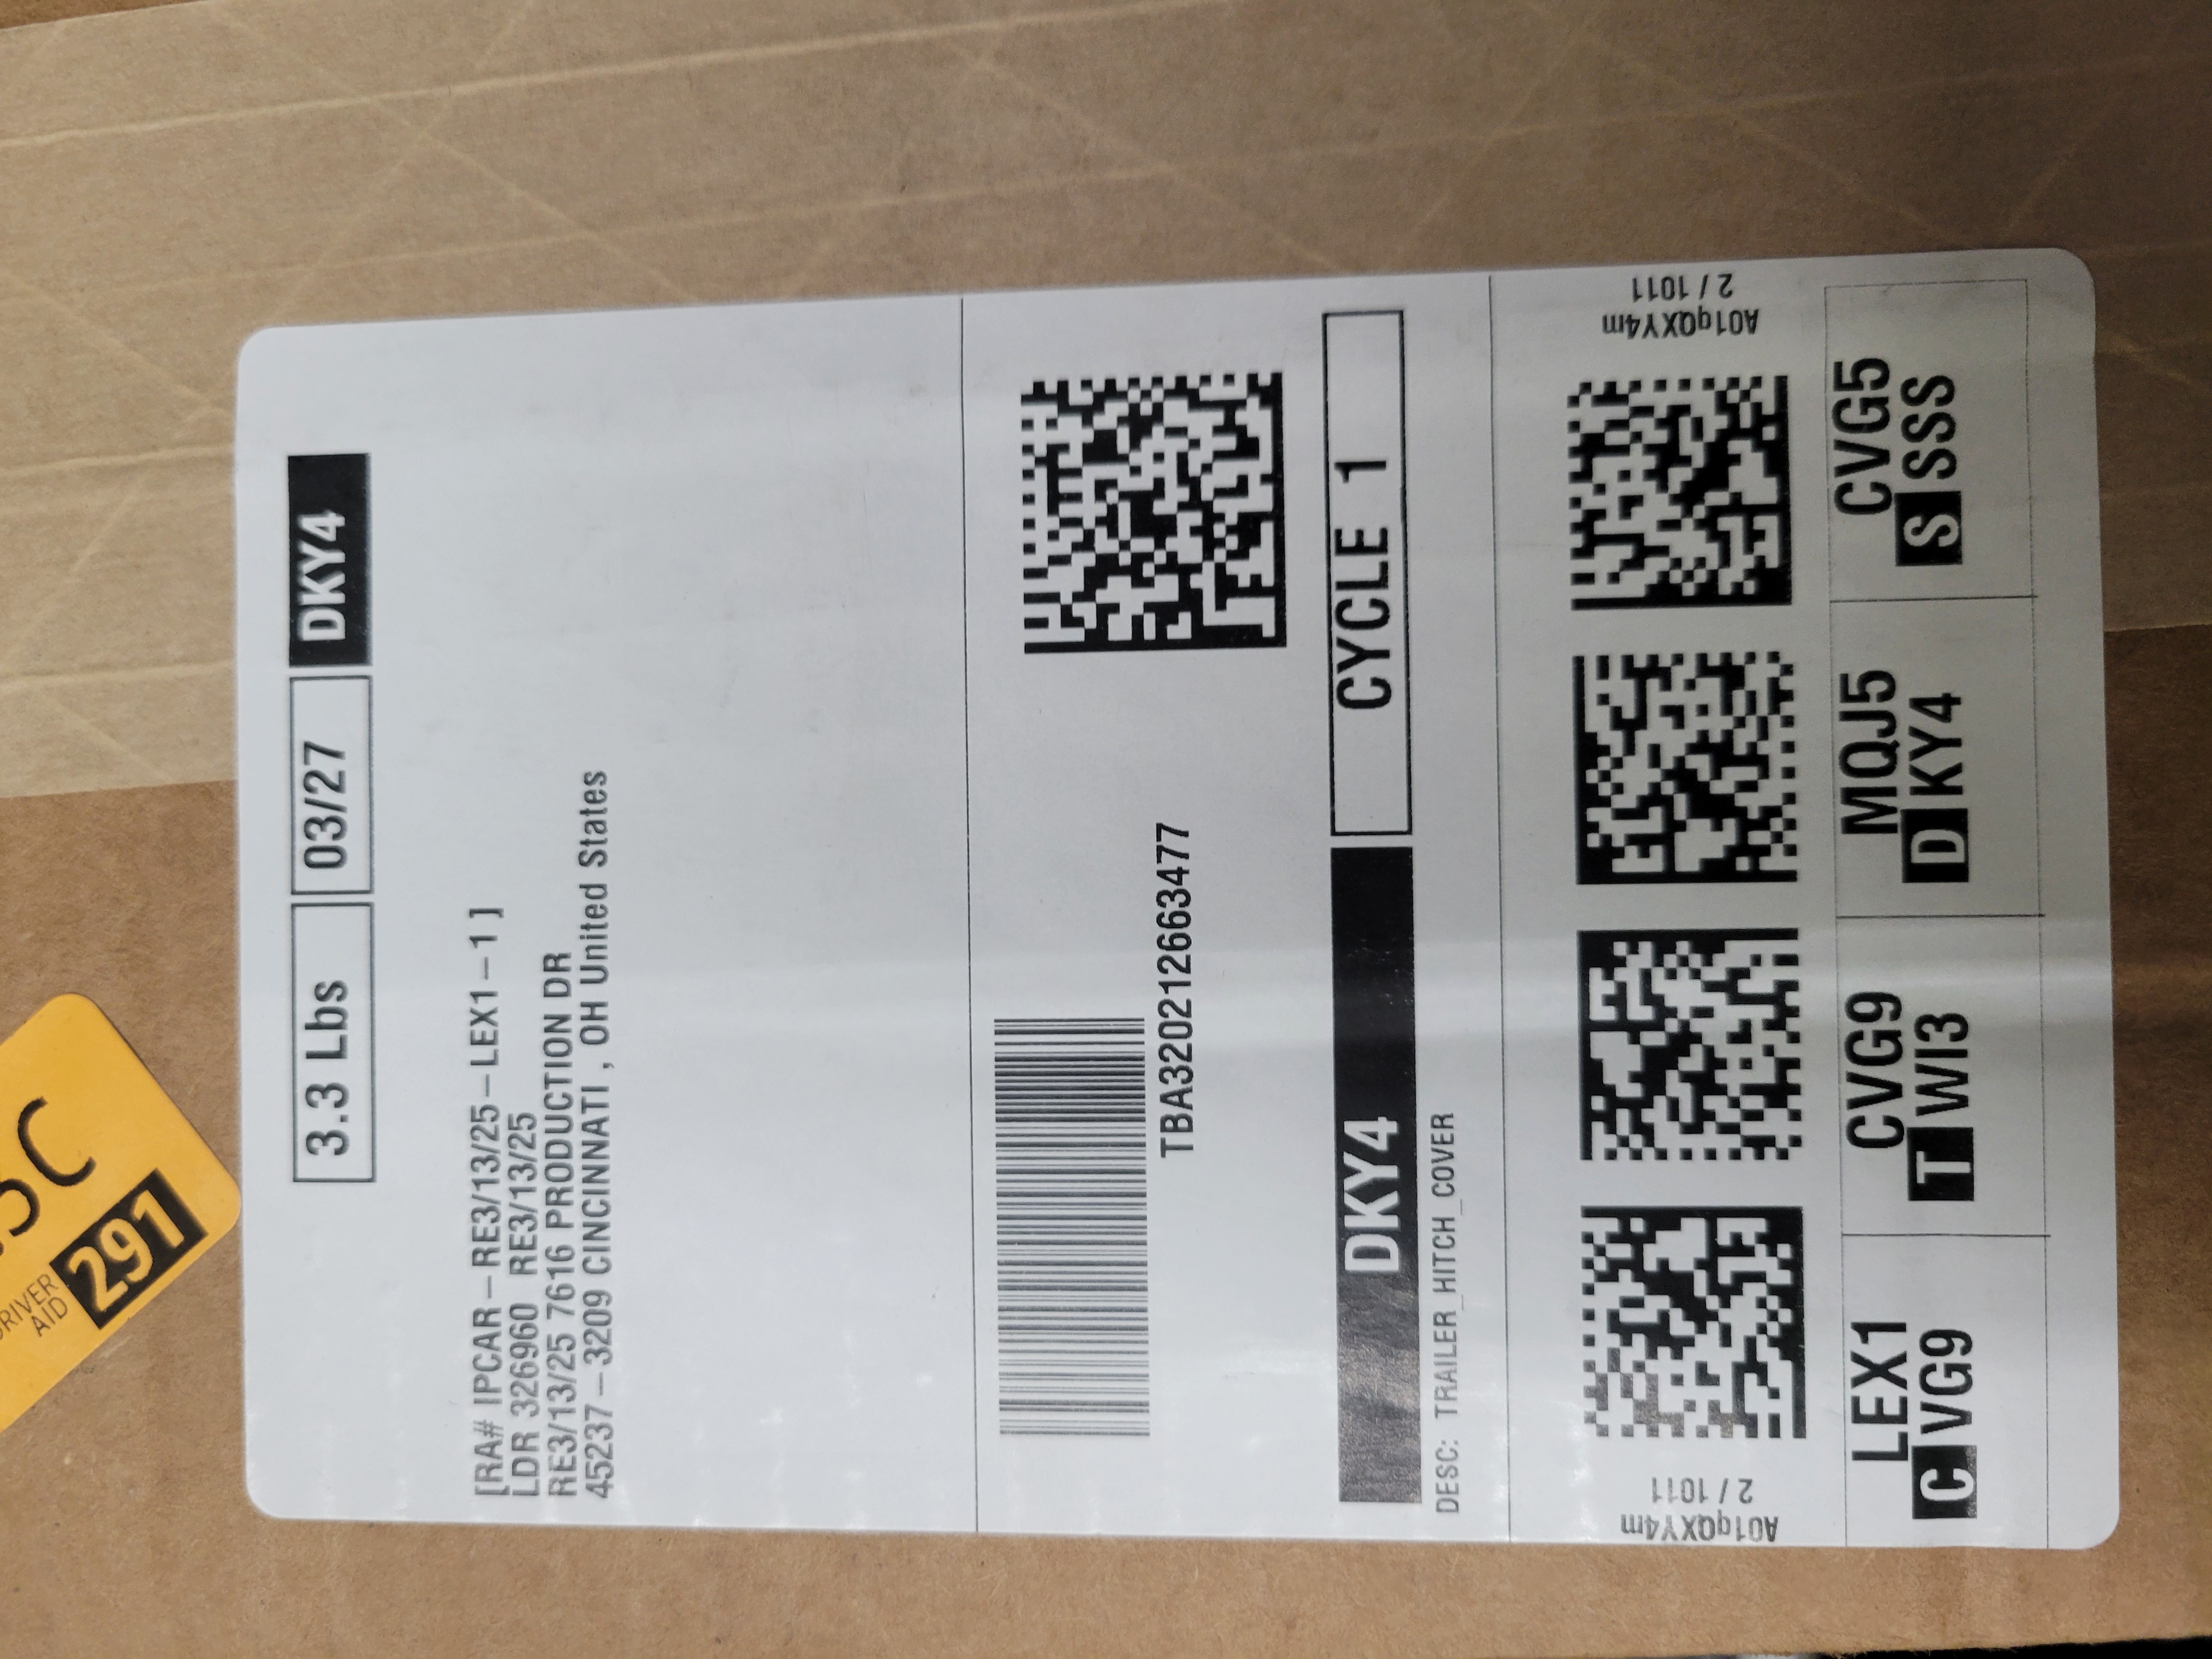 3.3 Lbs 03/27 DKY4
[RA# IPCAR-RE3/13/25-LEX1-1 ]
LDR 326960 RE3/13/25
RE3/13/25 7616 PRODUCTION DR
45237-3209 CINCINNATI , OH United States
TBA320212663477
DKY4 CYCLE 1
DESC: TRAILER_HITCH_COVER
A01qQXY4m
2 / 1011
A01qQXY4m
2 / 1011
LEX1
C VG9
CVG9
T WI3
MQJ5
D KY4
CVG5
S SSS
C
DRIVER
AID
291